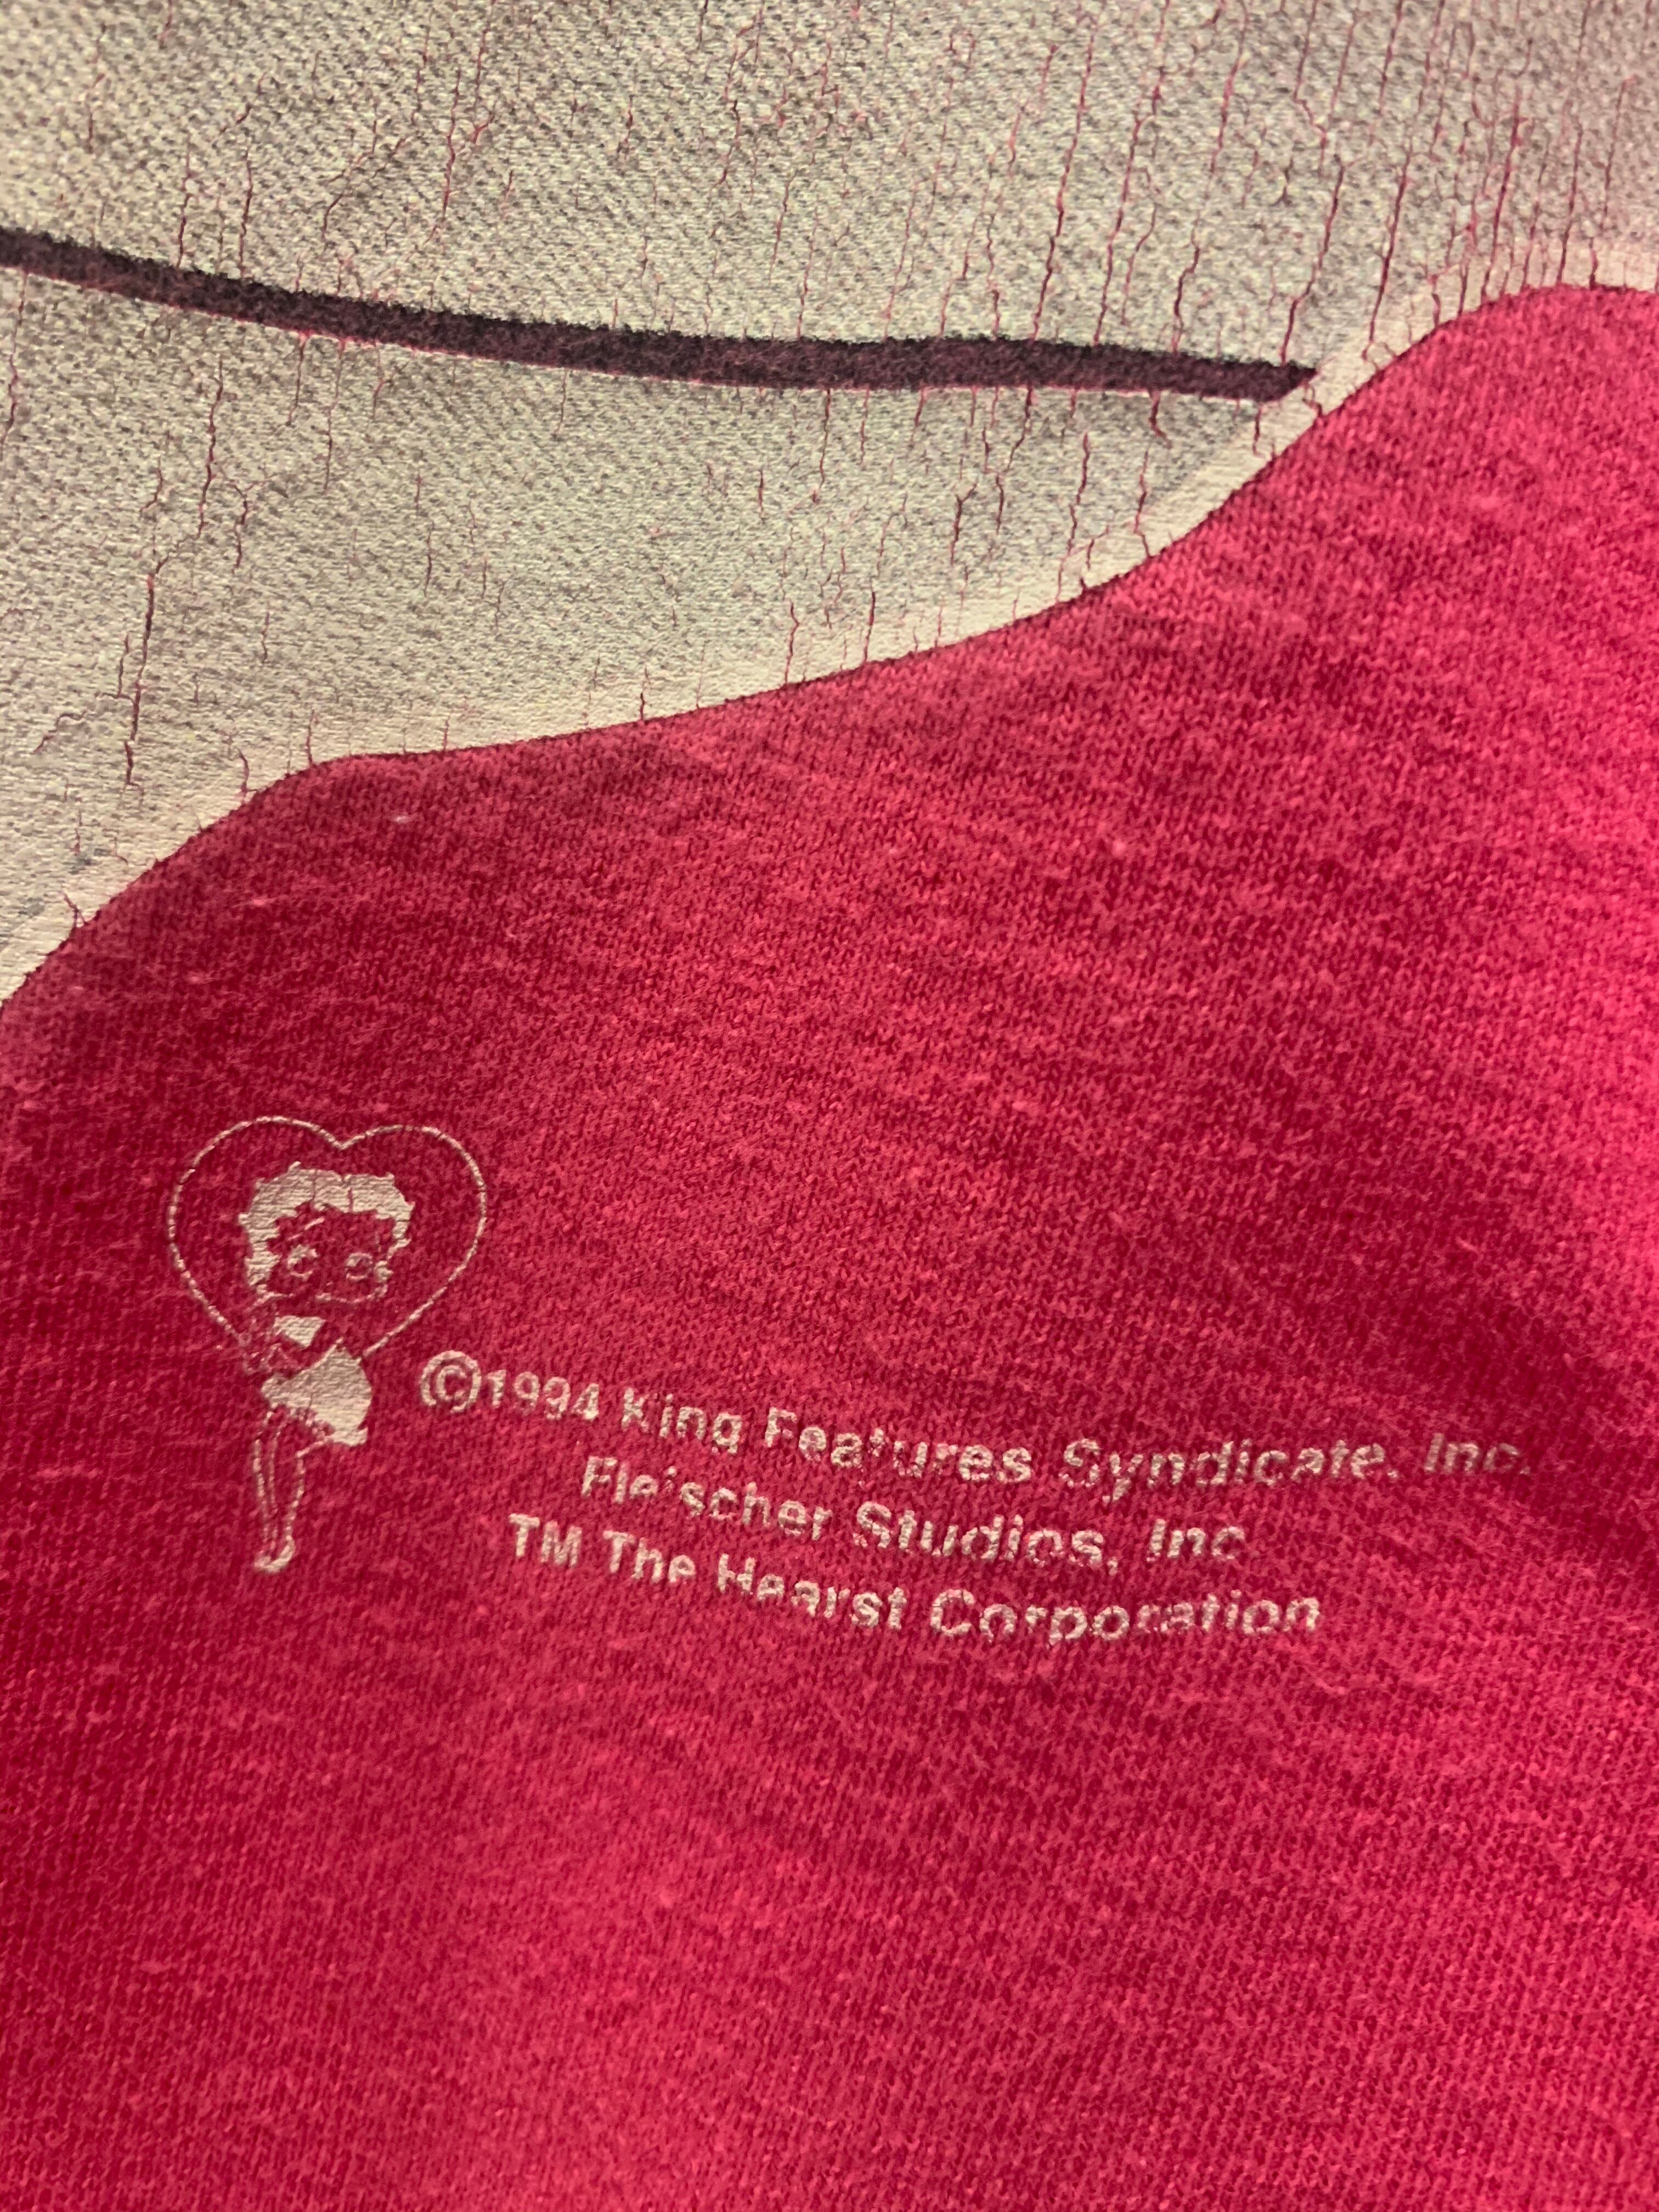 ©1994 King Features Syndicate, Inc.
Fleischer Studios, Inc.
TM The Hearst Corporation